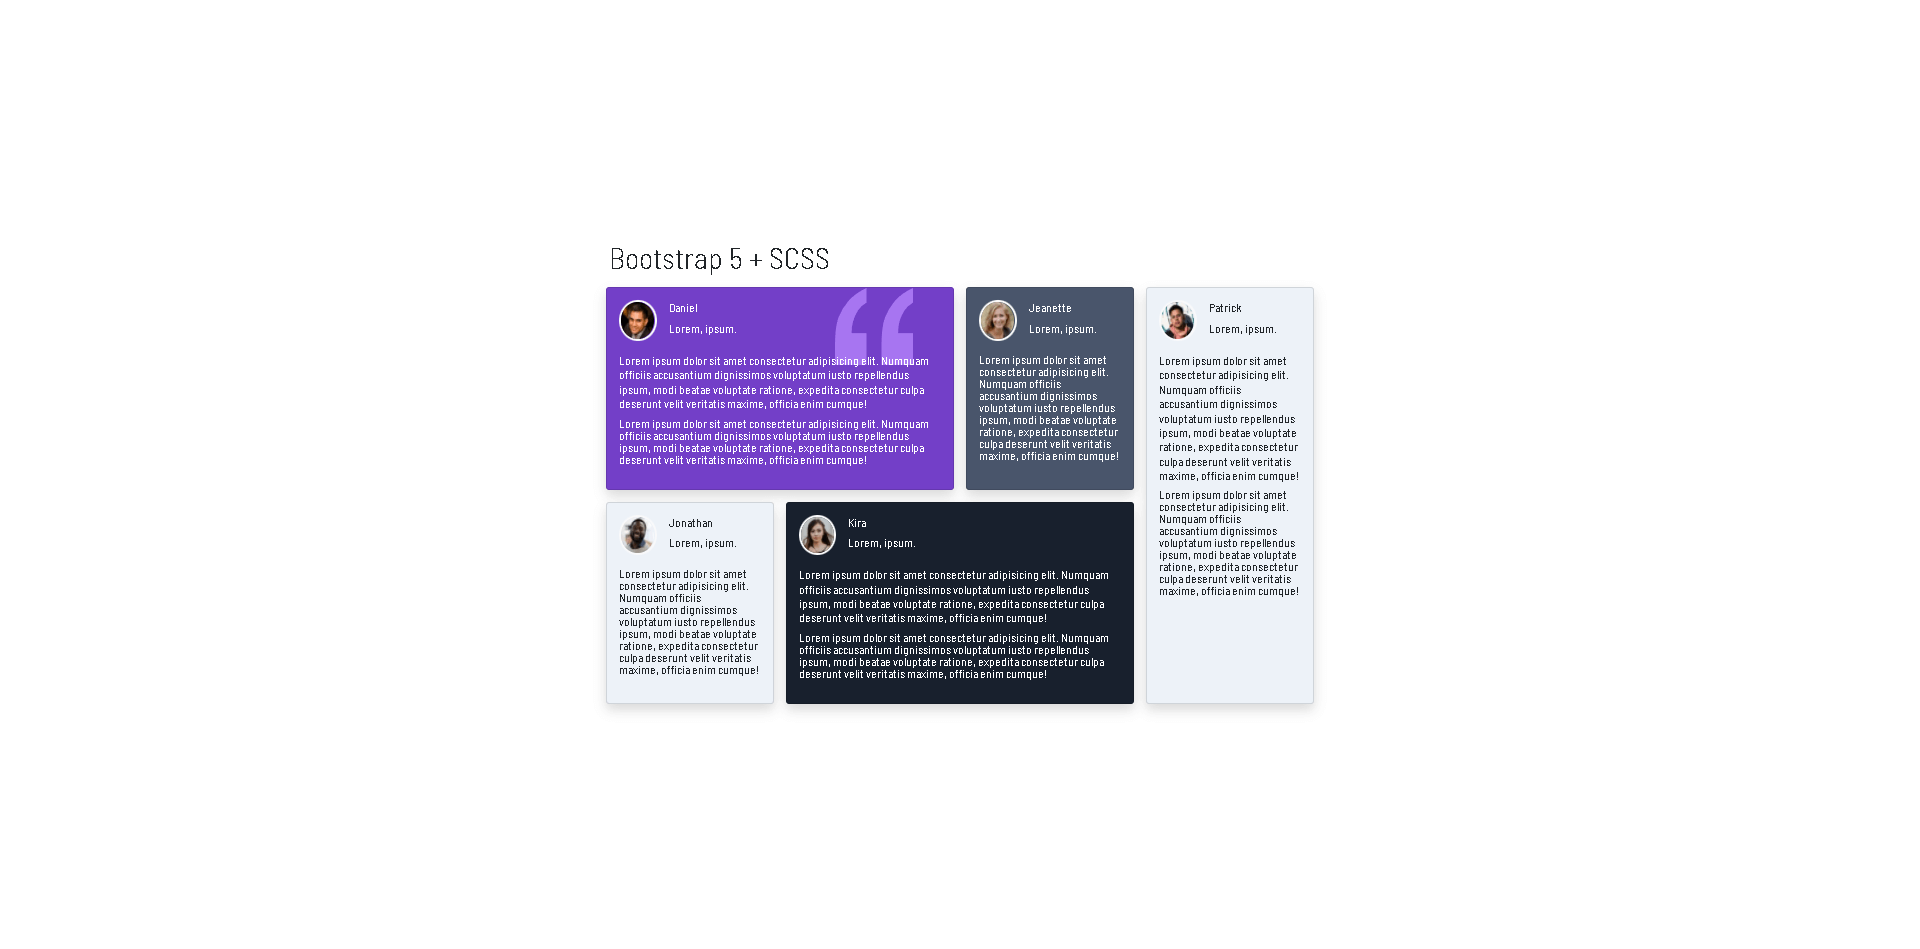 Bootstrap 5 + SCSS
“
Daniel
Lorem, ipsum.
Lorem ipsum dolor sit amet consectetur adipisicing elit. Numquam
officiis accusantium dignissimos voluptatum iusto repellendus
ipsum, modi beatae voluptate ratione, expedita consectetur culpa
deserunt velit veritatis maxime, officia enim cumque!
Lorem ipsum dolor sit amet consectetur adipisicing elit. Numquam
officiis accusantium dignissimos voluptatum iusto repellendus
ipsum, modi beatae voluptate ratione, expedita consectetur culpa
deserunt velit veritatis maxime, officia enim cumque!
Jeanette
Lorem, ipsum.
Lorem ipsum dolor sit amet
consectetur adipisicing elit.
Numquam officiis
accusantium dignissimos
voluptatum iusto repellendus
ipsum, modi beatae voluptate
ratione, expedita consectetur
culpa deserunt velit veritatis
maxime, officia enim cumque!
Patrick
Lorem, ipsum.
Lorem ipsum dolor sit amet
consectetur adipisicing elit.
Numquam officiis
accusantium dignissimos
voluptatum iusto repellendus
ipsum, modi beatae voluptate
ratione, expedita consectetur
culpa deserunt velit veritatis
maxime, officia enim cumque!
Lorem ipsum dolor sit amet
consectetur adipisicing elit.
Numquam officiis
accusantium dignissimos
voluptatum iusto repellendus
ipsum, modi beatae voluptate
ratione, expedita consectetur
culpa deserunt velit veritatis
maxime, officia enim cumque!
Jonathan
Lorem, ipsum.
Lorem ipsum dolor sit amet
consectetur adipisicing elit.
Numquam officiis
accusantium dignissimos
voluptatum iusto repellendus
ipsum, modi beatae voluptate
ratione, expedita consectetur
culpa deserunt velit veritatis
maxime, officia enim cumque!
Kira
Lorem, ipsum.
Lorem ipsum dolor sit amet consectetur adipisicing elit. Numquam
officiis accusantium dignissimos voluptatum iusto repellendus
ipsum, modi beatae voluptate ratione, expedita consectetur culpa
deserunt velit veritatis maxime, officia enim cumque!
Lorem ipsum dolor sit amet consectetur adipisicing elit. Numquam
officiis accusantium dignissimos voluptatum iusto repellendus
ipsum, modi beatae voluptate ratione, expedita consectetur culpa
deserunt velit veritatis maxime, officia enim cumque!